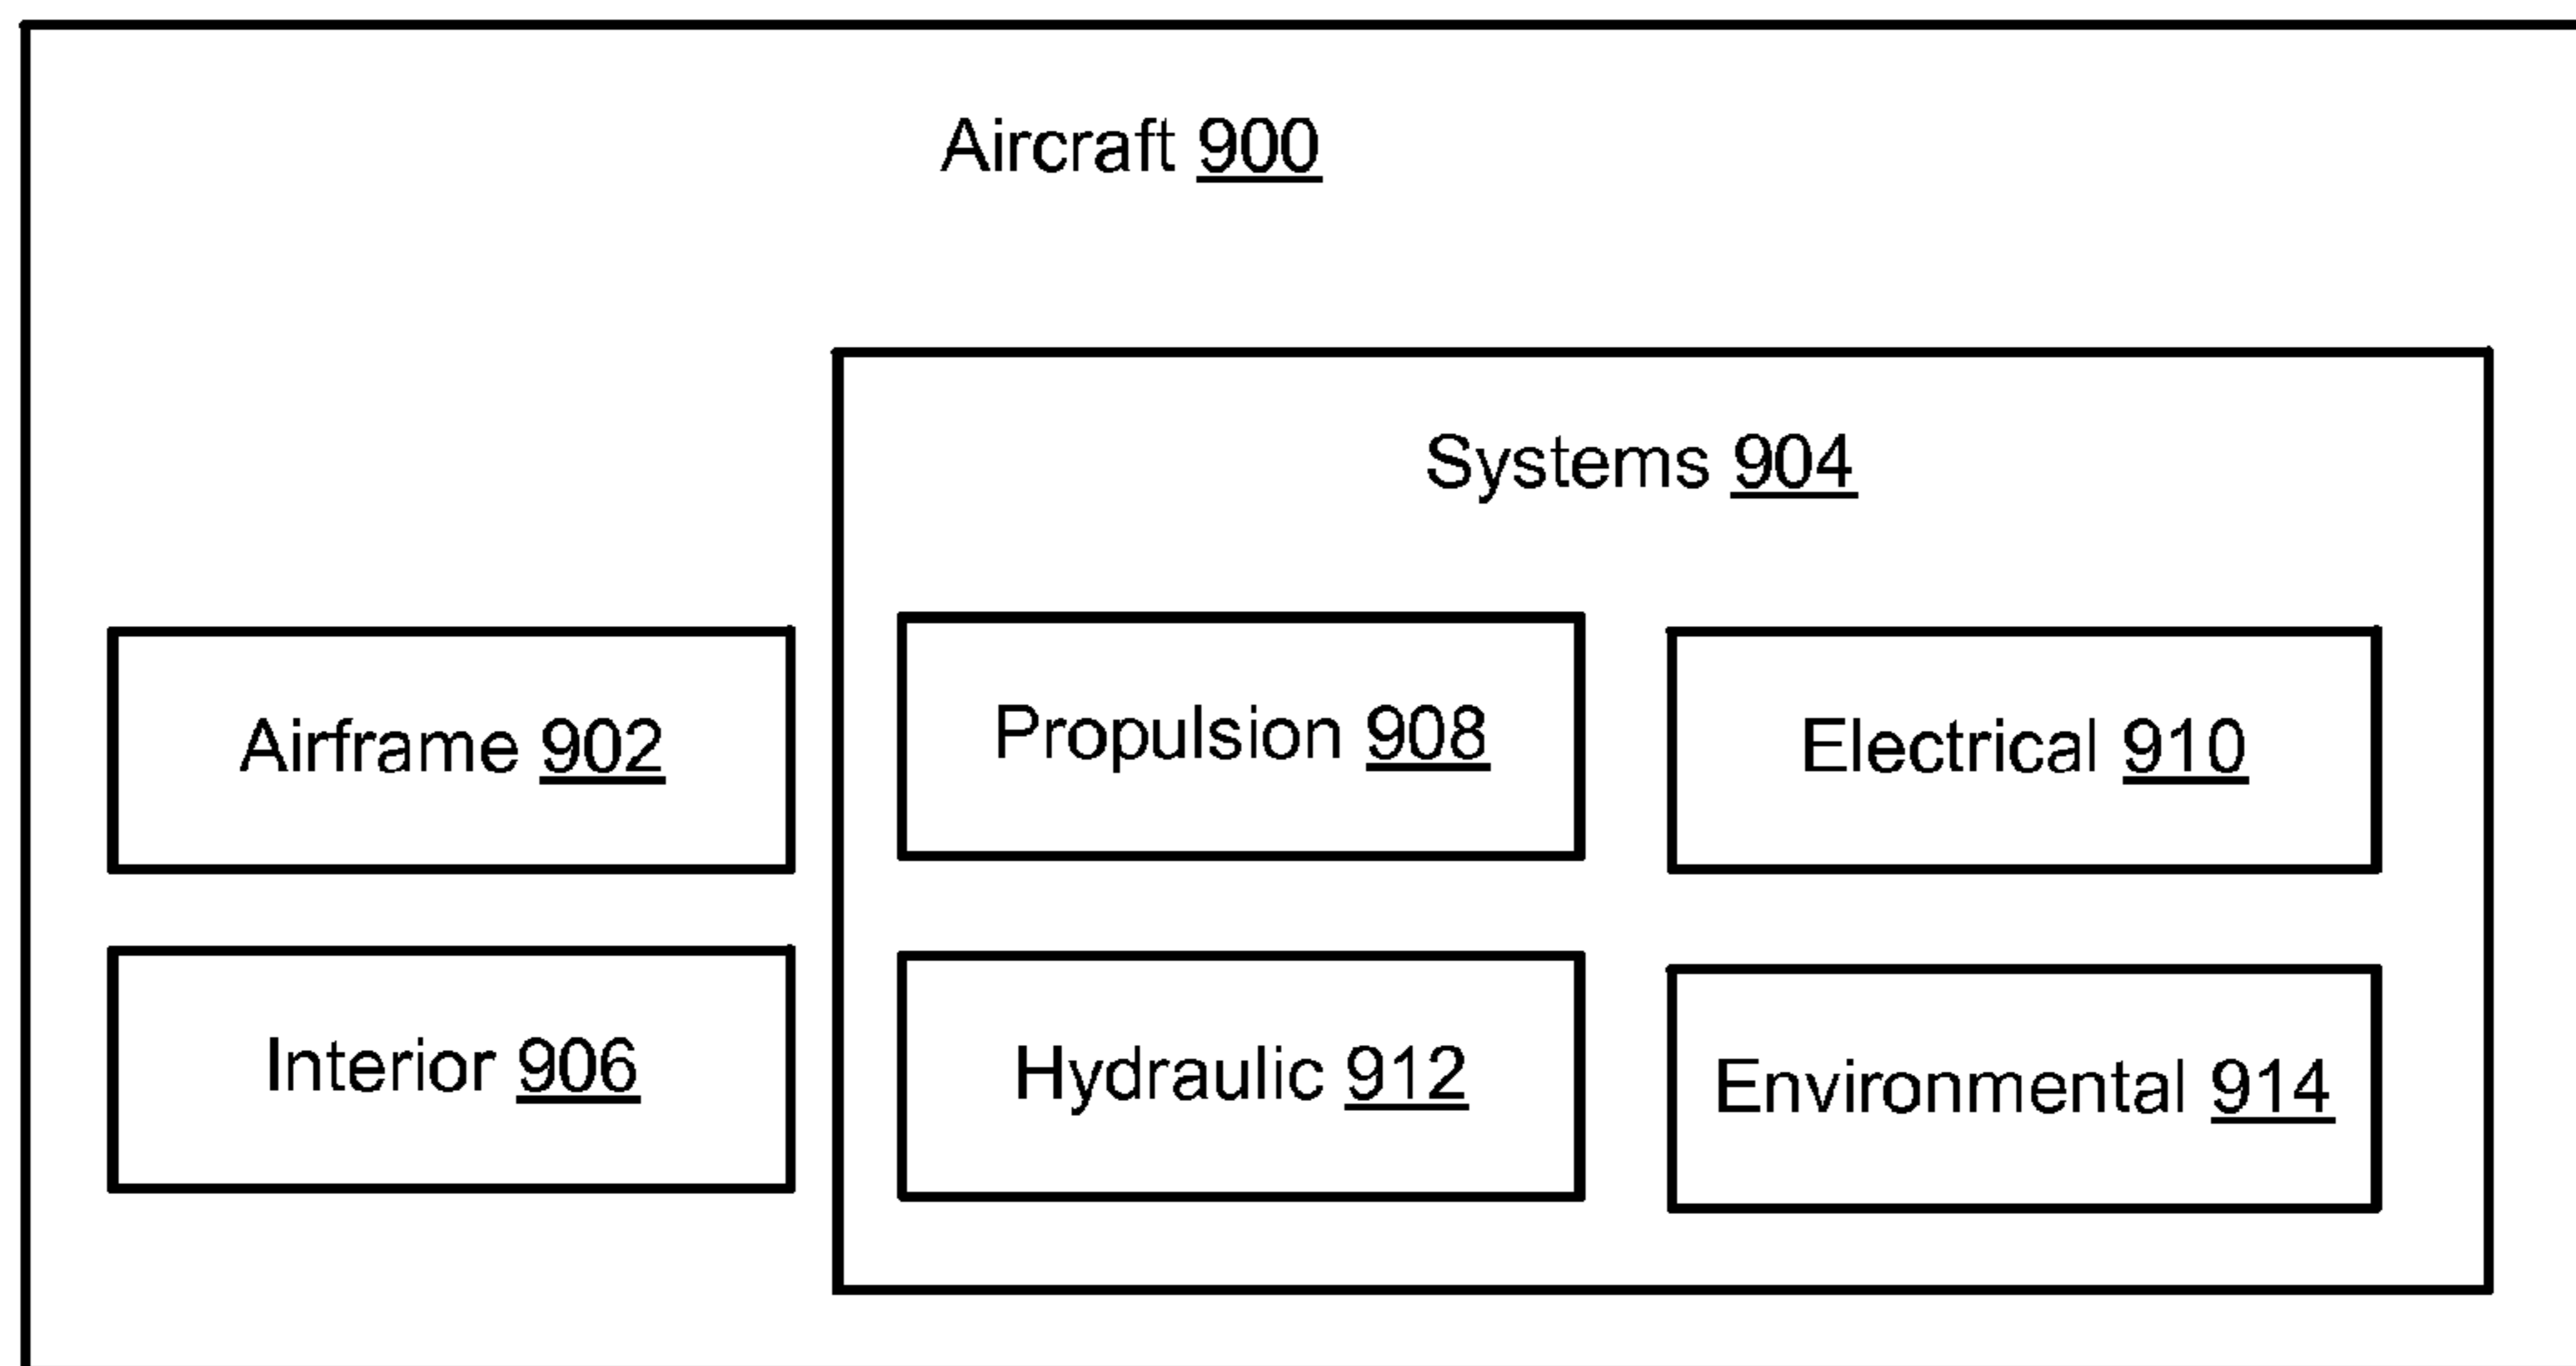 Aircraft 900
Systems 904
Airframe 902
Propulsion 908
Electrical 910
Interior 906
Hydraulic 912
Environmental 914